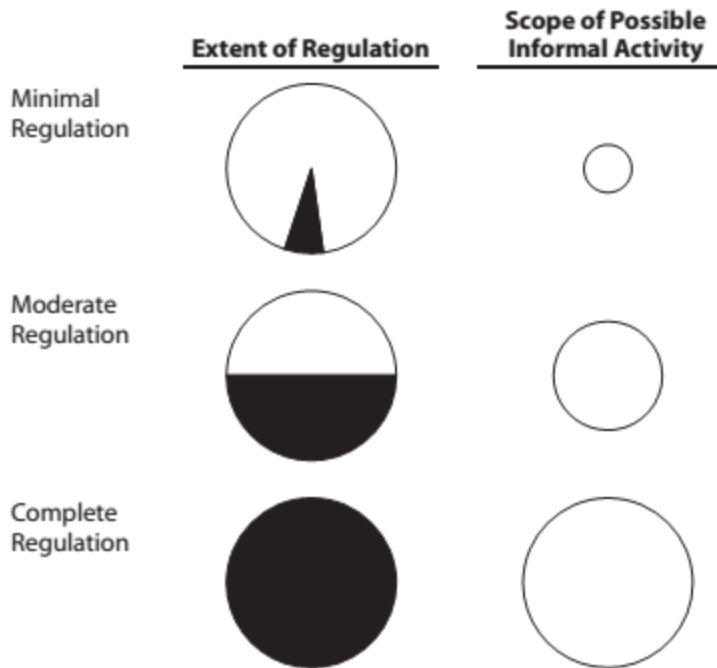 Extent of Regulation
Scope of Possible
Informal Activity
Minimal
Regulation
Moderate
Regulation
Complete
Regulation